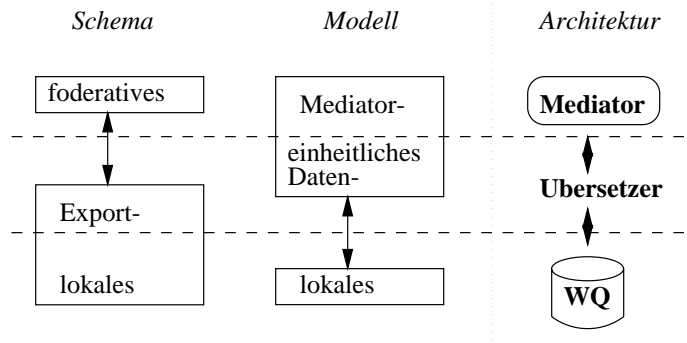 Schema Modell Architektur
foderatives
Mediator-
Mediator
einheitliches
Daten-
Export-
Ubersetzer
lokales
lokales
WQ